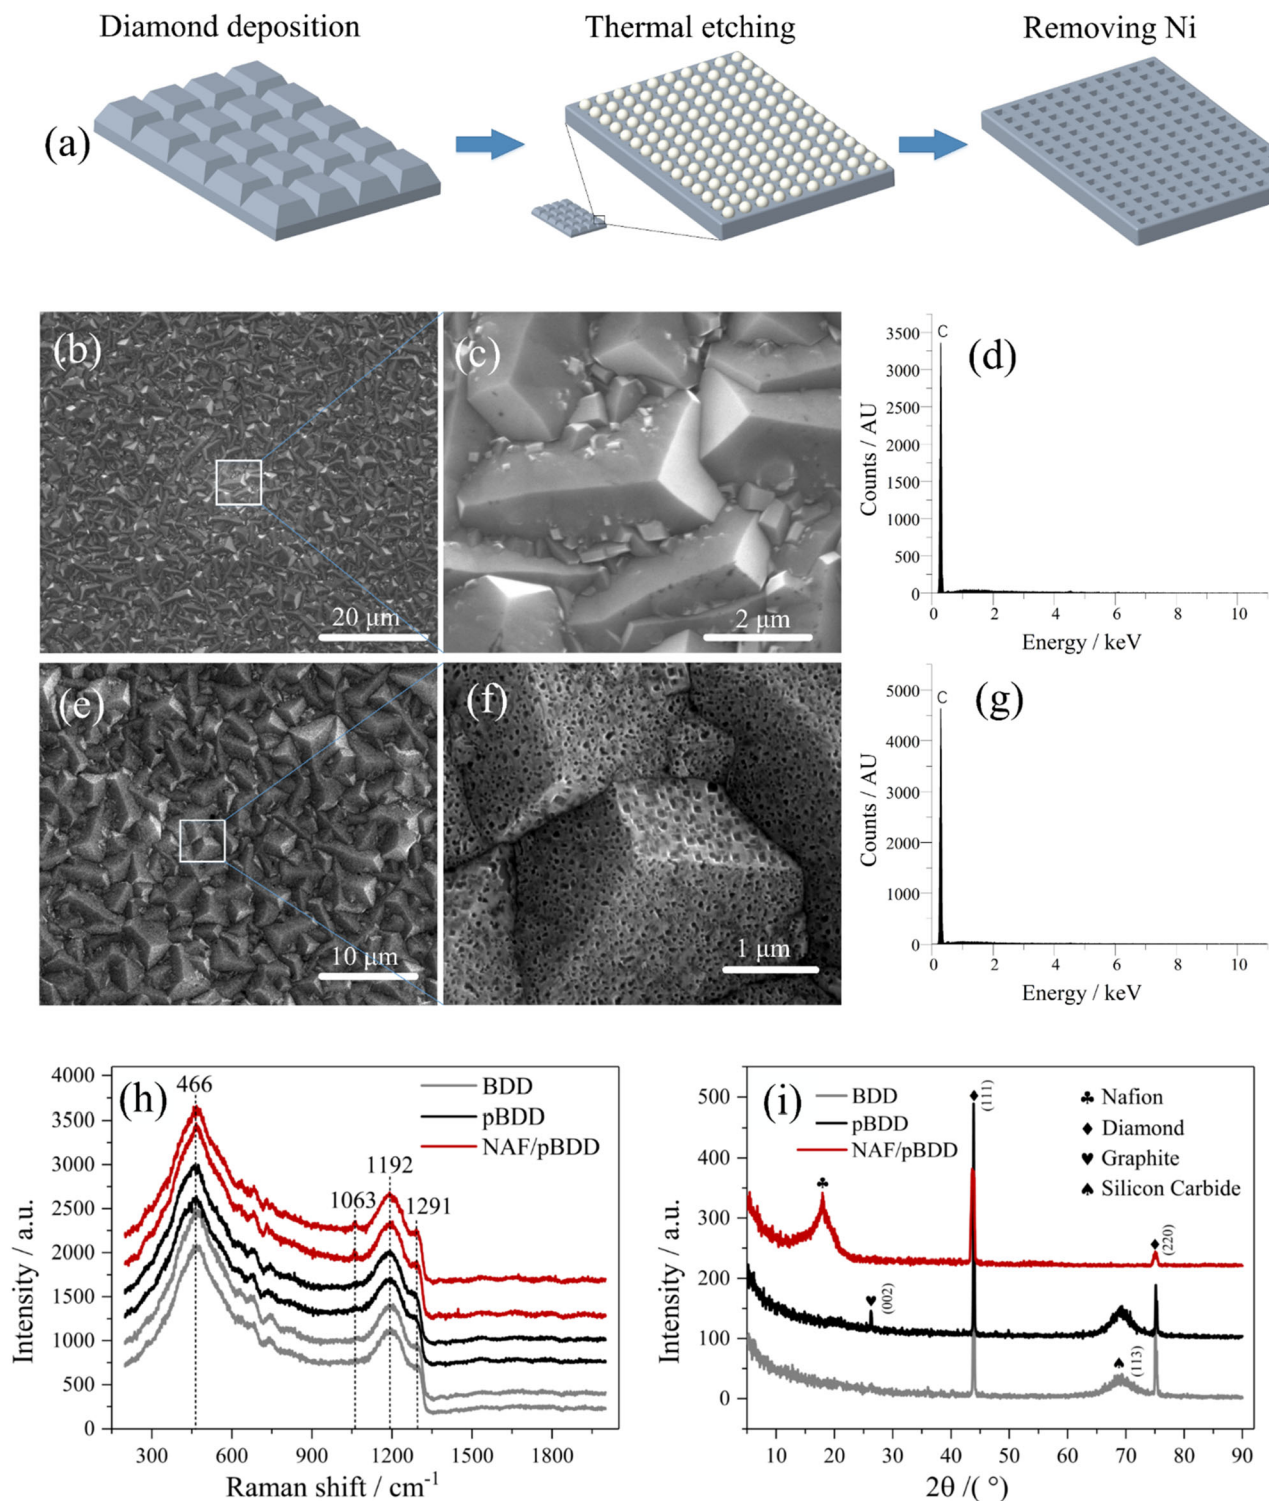 Diamond deposition
Thermal etching
Removing Ni
(a)
(b)
20 μm
(c)
2 μm
(d)
C
3500
3000
2500
2000
1500
1000
500
0
Counts / AU
0 2 4 6 8 10
Energy / keV
(e)
10 μm
(f)
1 μm
(g)
C
5000
4000
3000
2000
1000
0
Counts / AU
0 2 4 6 8 10
Energy / keV
(h)
466
1063
1192
1291
BDD
pBDD
NAF/pBDD
4000
3500
3000
2500
2000
1500
1000
500
0
Intensity / a.u.
300 600 900 1200 1500 1800
Raman shift / cm⁻¹
(i)
BDD
pBDD
NAF/pBDD
♣ Nafion
♦ Diamond
♥ Graphite
♠ Silicon Carbide
♣
♦ (111)
♦ (220)
♥ (002)
♠ (113)
500
400
300
200
100
0
Intensity / a.u.
10 20 30 40 50 60 70 80 90
2θ /( °)